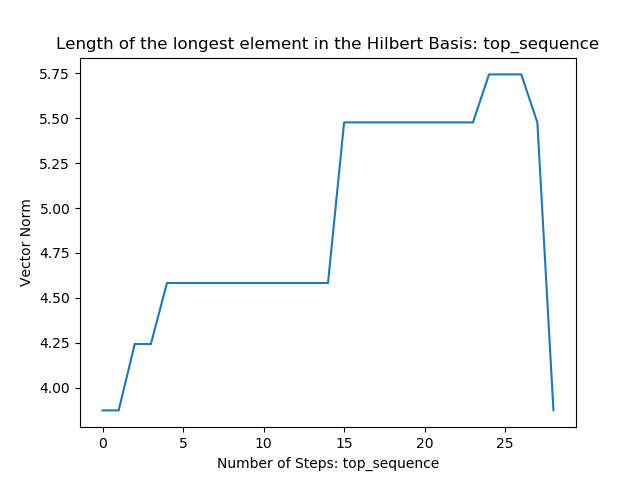 Length of the longest element in the Hilbert Basis: top_sequence
5.75
5.50
5.25
5.00
4.75
4.50
4.25
4.00
Vector Norm
0 5 10 15 20 25
Number of Steps: top_sequence